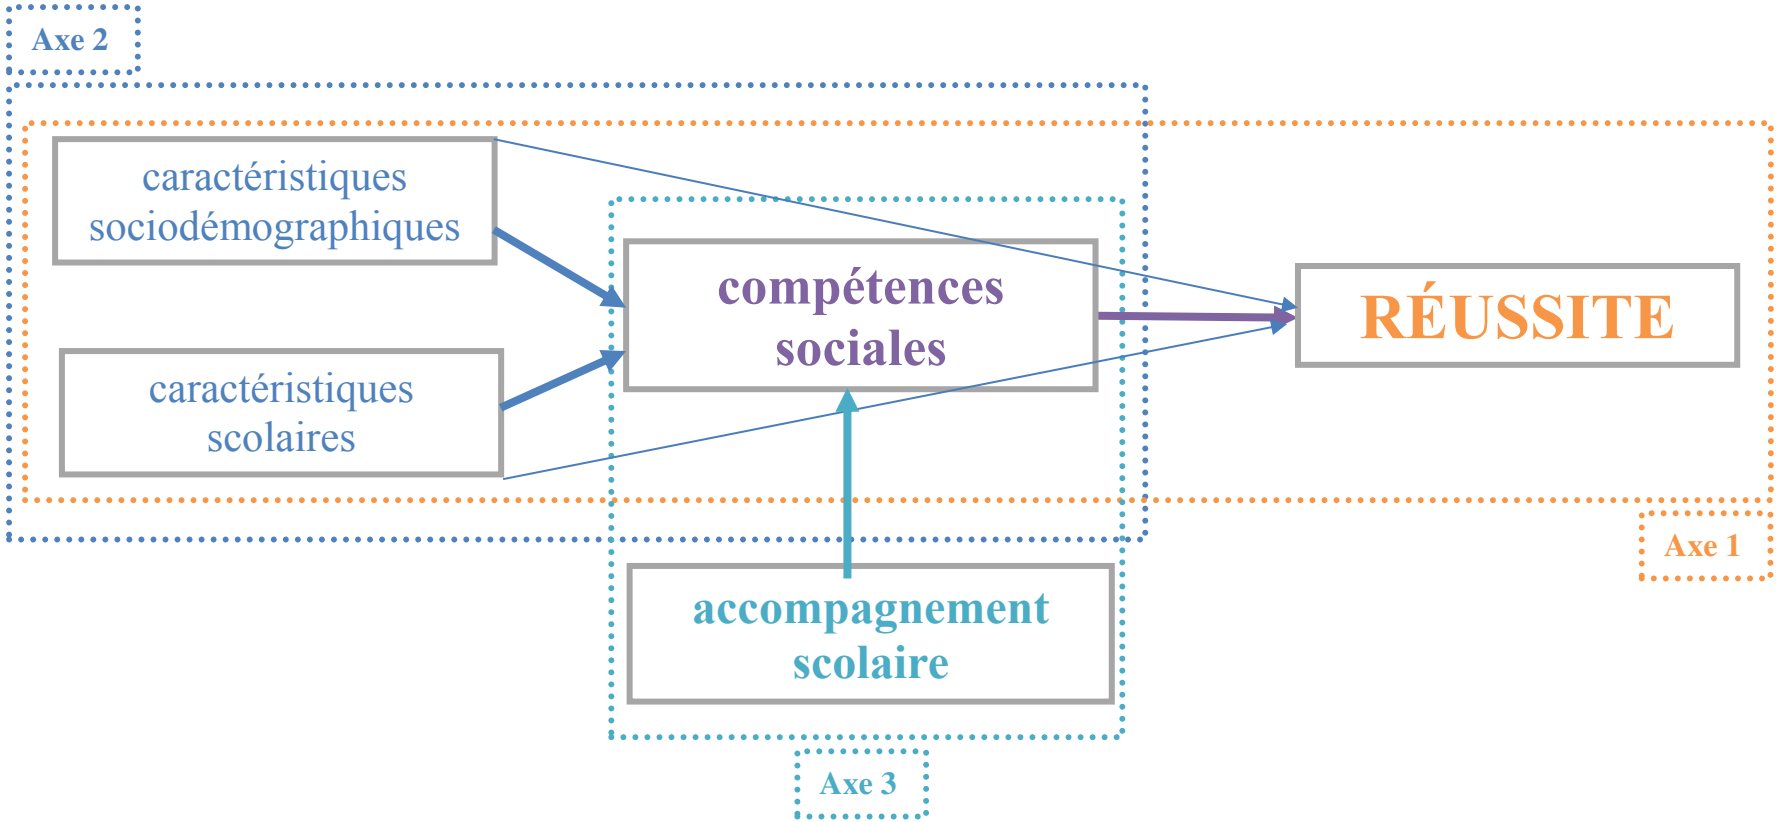 Axe 2
caractéristiques
sociodémographiques
compétences
sociales
RÉUSSITE
caractéristiques
scolaires
Axe 1
accompagnement
scolaire
Axe 3